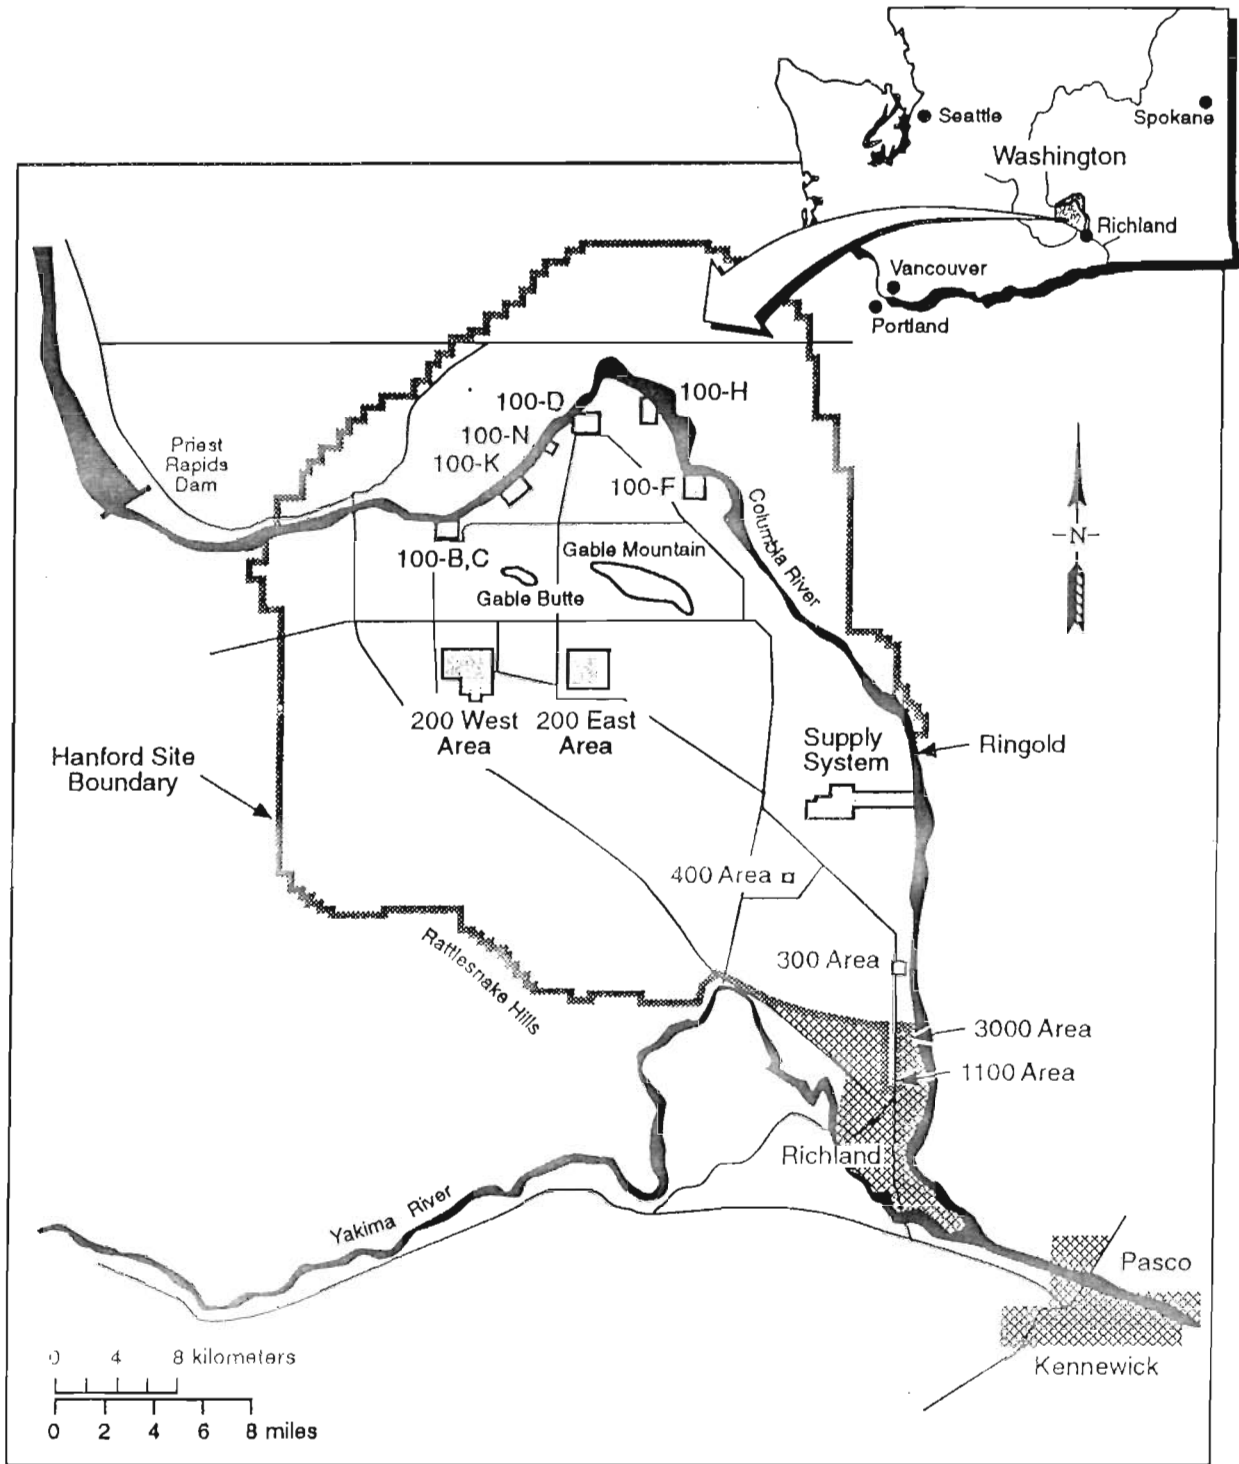 Seattle
Spokane
Washington
Richland
Vancouver
Portland
100-H
100-D
100-N
100-K
100-F
Priest
Rapids
Dam
Columbia River
N
100-B,C
Gable Mountain
Gable Butte
200 West
Area
200 East
Area
Supply
System
Ringold
Hanford Site
Boundary
400 Area
Rattlesnake Hills
300 Area
3000 Area
1100 Area
Richland
Yakima River
Pasco
Kennewick
0 4 8 kilometers
0 2 4 6 8 miles